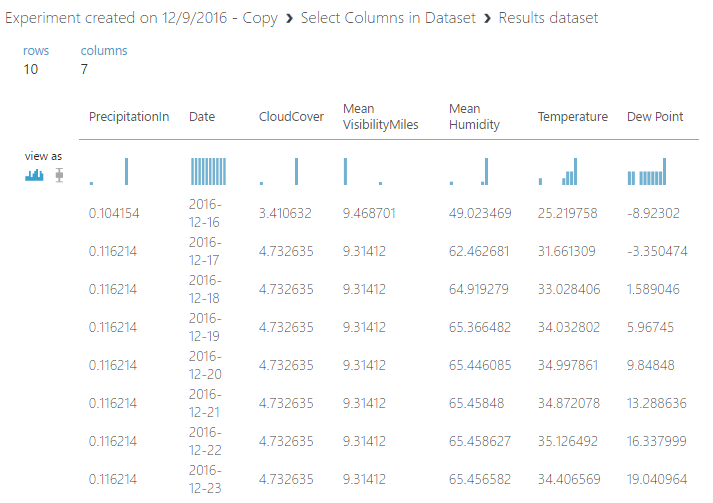 Experiment created on 12/9/2016 - Copy › Select Columns in Dataset › Results dataset
rows columns
10 7
PrecipitationIn Date CloudCover Mean VisibilityMiles Mean Humidity Temperature Dew Point
view as
0.104154 2016-12-16 3.410632 9.468701 49.023469 25.219758 -8.92302
0.116214 2016-12-17 4.732635 9.31412 62.462681 31.661309 -3.350474
0.116214 2016-12-18 4.732635 9.31412 64.919279 33.028406 1.589046
0.116214 2016-12-19 4.732635 9.31412 65.366482 34.032802 5.96745
0.116214 2016-12-20 4.732635 9.31412 65.446085 34.997861 9.84848
0.116214 2016-12-21 4.732635 9.31412 65.45848 34.872078 13.288636
0.116214 2016-12-22 4.732635 9.31412 65.458627 35.126492 16.337999
0.116214 2016-12-23 4.732635 9.31412 65.456582 34.406569 19.040964